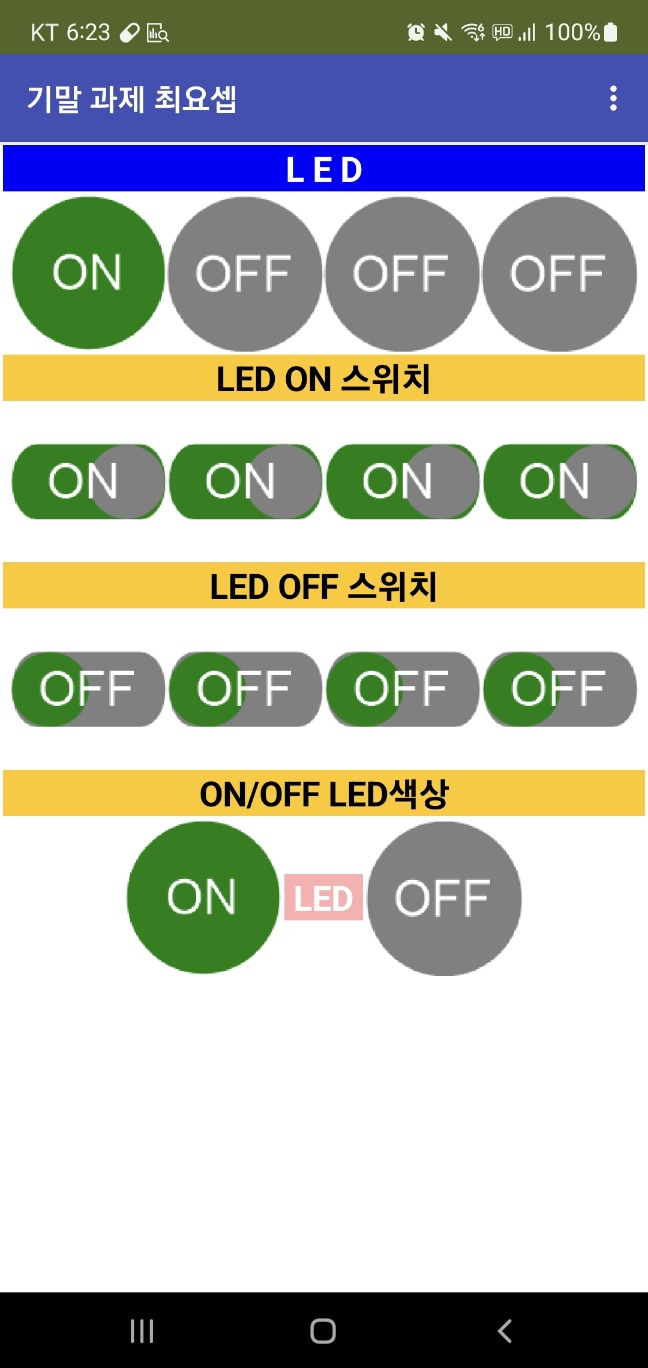 KT 6:23 HD 100%
기말 과제 최요셉
L E D
ON OFF OFF OFF
LED ON 스위치
ON ON ON ON
LED OFF 스위치
OFF OFF OFF OFF
ON/OFF LED색상
ON LED OFF